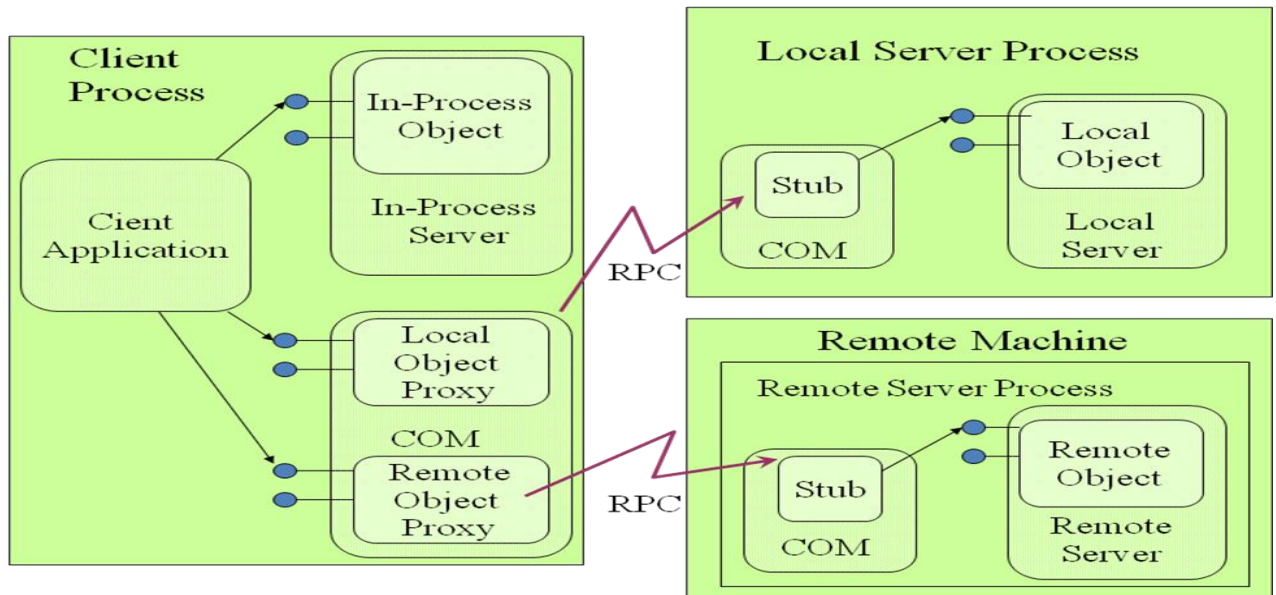 Client
Process
In-Process
Object
In-Process
Server
Cient
Application
Local
Object
Proxy
COM
Remote
Object
Proxy
RPC
RPC
Local Server Process
Stub
COM
Local
Object
Local
Server
Remote Machine
Remote Server Process
Stub
COM
Remote
Object
Remote
Server